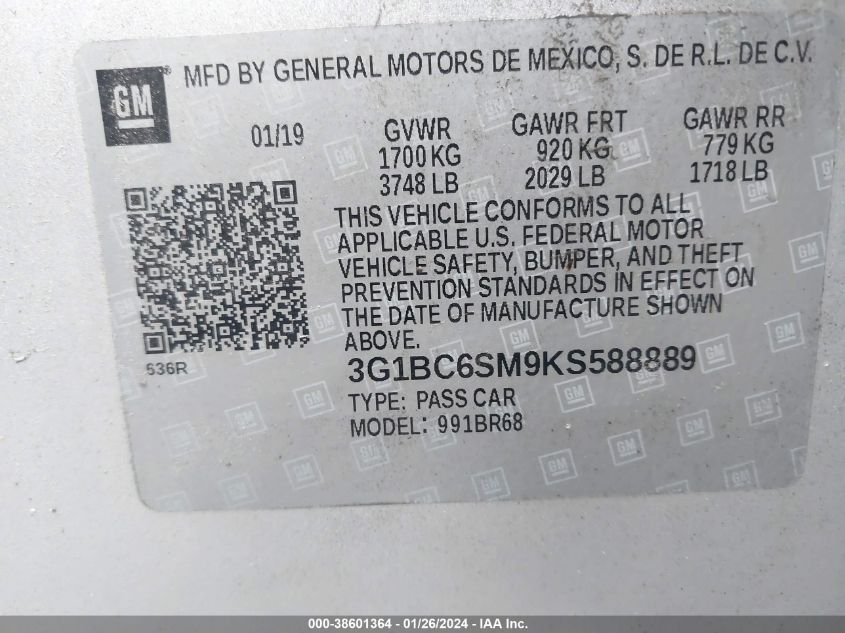 GM ® MFD BY GENERAL MOTORS DE MEXICO, S. DE R.L. DE C.V.
01/19 GVWR GAWR FRT GAWR RR
1700 KG 920 KG 779 KG
3748 LB 2029 LB 1718 LB
THIS VEHICLE CONFORMS TO ALL
APPLICABLE U.S. FEDERAL MOTOR
VEHICLE SAFETY, BUMPER, AND THEFT
PREVENTION STANDARDS IN EFFECT ON
THE DATE OF MANUFACTURE SHOWN
ABOVE.
636R 3G1BC6SM9KS588889
TYPE: PASS CAR
MODEL: 991BR68
000-38601364 - 01/26/2024 - IAA Inc.